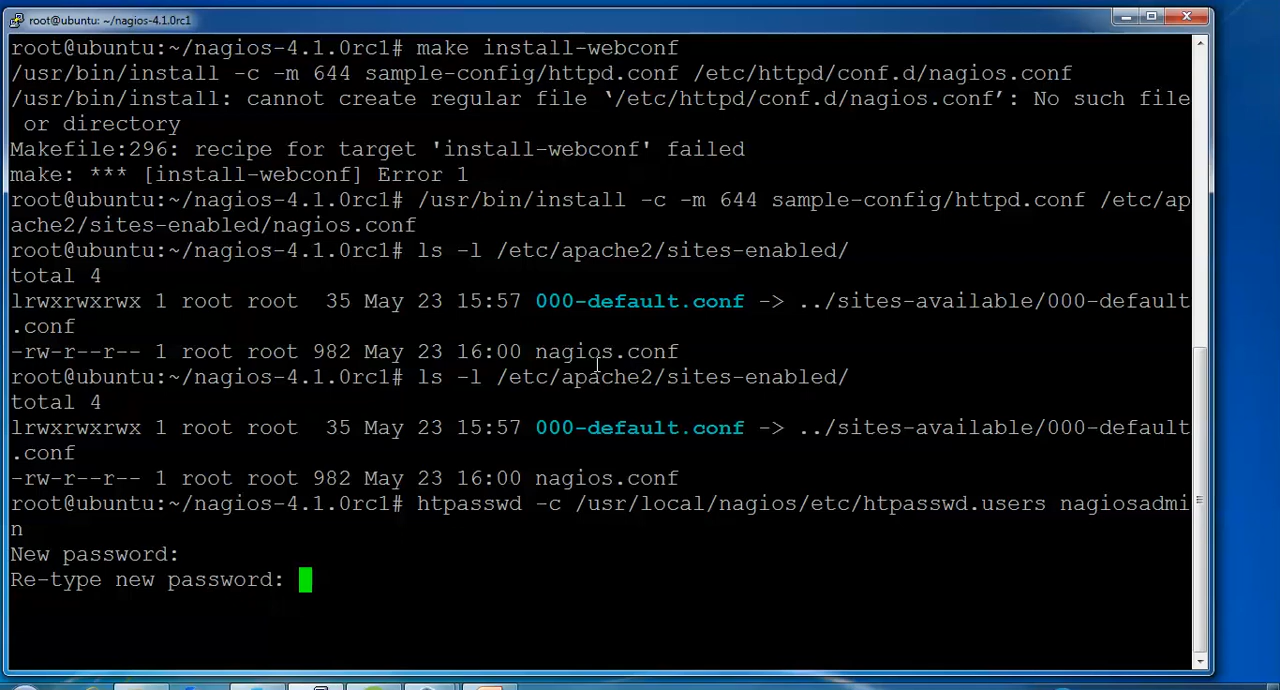 root@ubuntu: ~/nagios-4.1.0rc1
root@ubuntu:~/nagios-4.1.0rc1# make install-webconf
/usr/bin/install -c -m 644 sample-config/httpd.conf /etc/httpd/conf.d/nagios.conf
/usr/bin/install: cannot create regular file ‘/etc/httpd/conf.d/nagios.conf’: No such file
or directory
Makefile:296: recipe for target 'install-webconf' failed
make: *** [install-webconf] Error 1
root@ubuntu:~/nagios-4.1.0rc1# /usr/bin/install -c -m 644 sample-config/httpd.conf /etc/ap
ache2/sites-enabled/nagios.conf
root@ubuntu:~/nagios-4.1.0rc1# ls -l /etc/apache2/sites-enabled/
total 4
lrwxrwxrwx 1 root root  35 May 23 15:57 000-default.conf -> ../sites-available/000-default
.conf
-rw-r--r-- 1 root root 982 May 23 16:00 nagios.conf
root@ubuntu:~/nagios-4.1.0rc1# ls -l /etc/apache2/sites-enabled/
total 4
lrwxrwxrwx 1 root root  35 May 23 15:57 000-default.conf -> ../sites-available/000-default
.conf
-rw-r--r-- 1 root root 982 May 23 16:00 nagios.conf
root@ubuntu:~/nagios-4.1.0rc1# htpasswd -c /usr/local/nagios/etc/htpasswd.users nagiosadmi
n
New password:
Re-type new password: